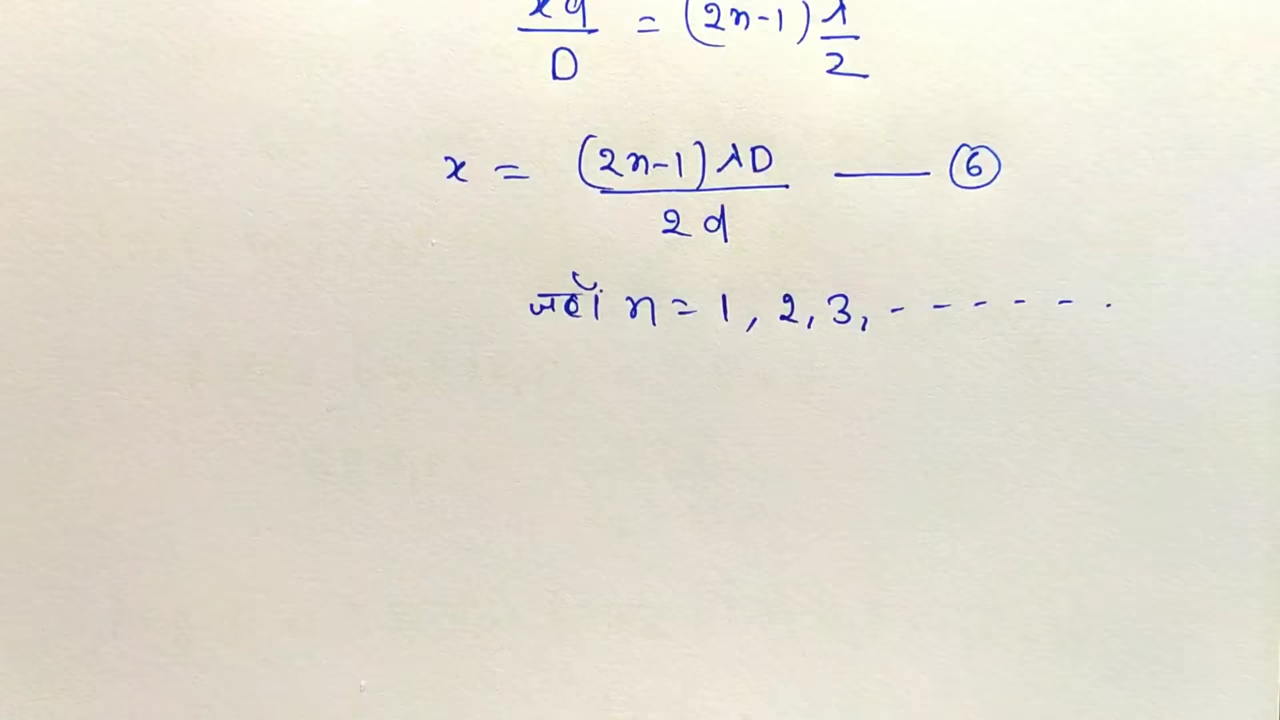 xd/D = (2n-1) λ/2
x = (2n-1) λD / 2d —— ⑥
जहाँ n = 1, 2, 3, - - - - - .